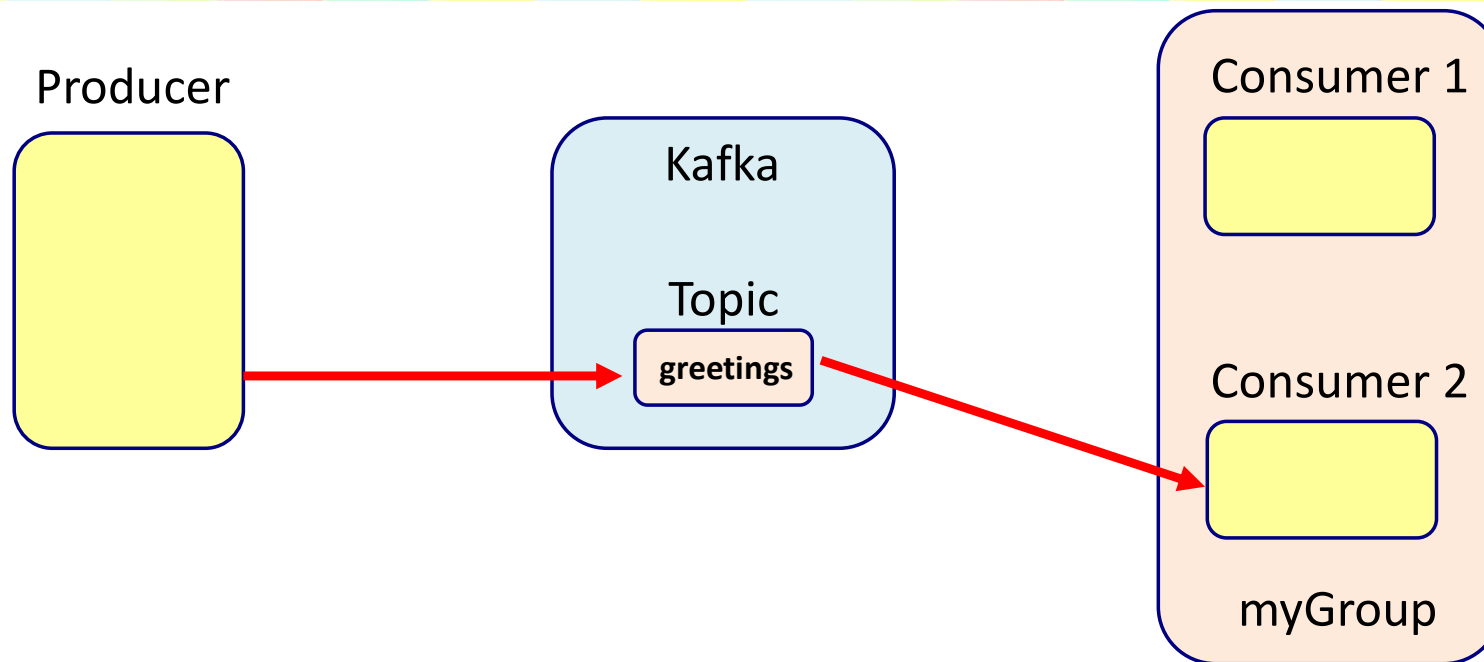 Producer
Kafka
Topic
greetings
Consumer 1
Consumer 2
myGroup